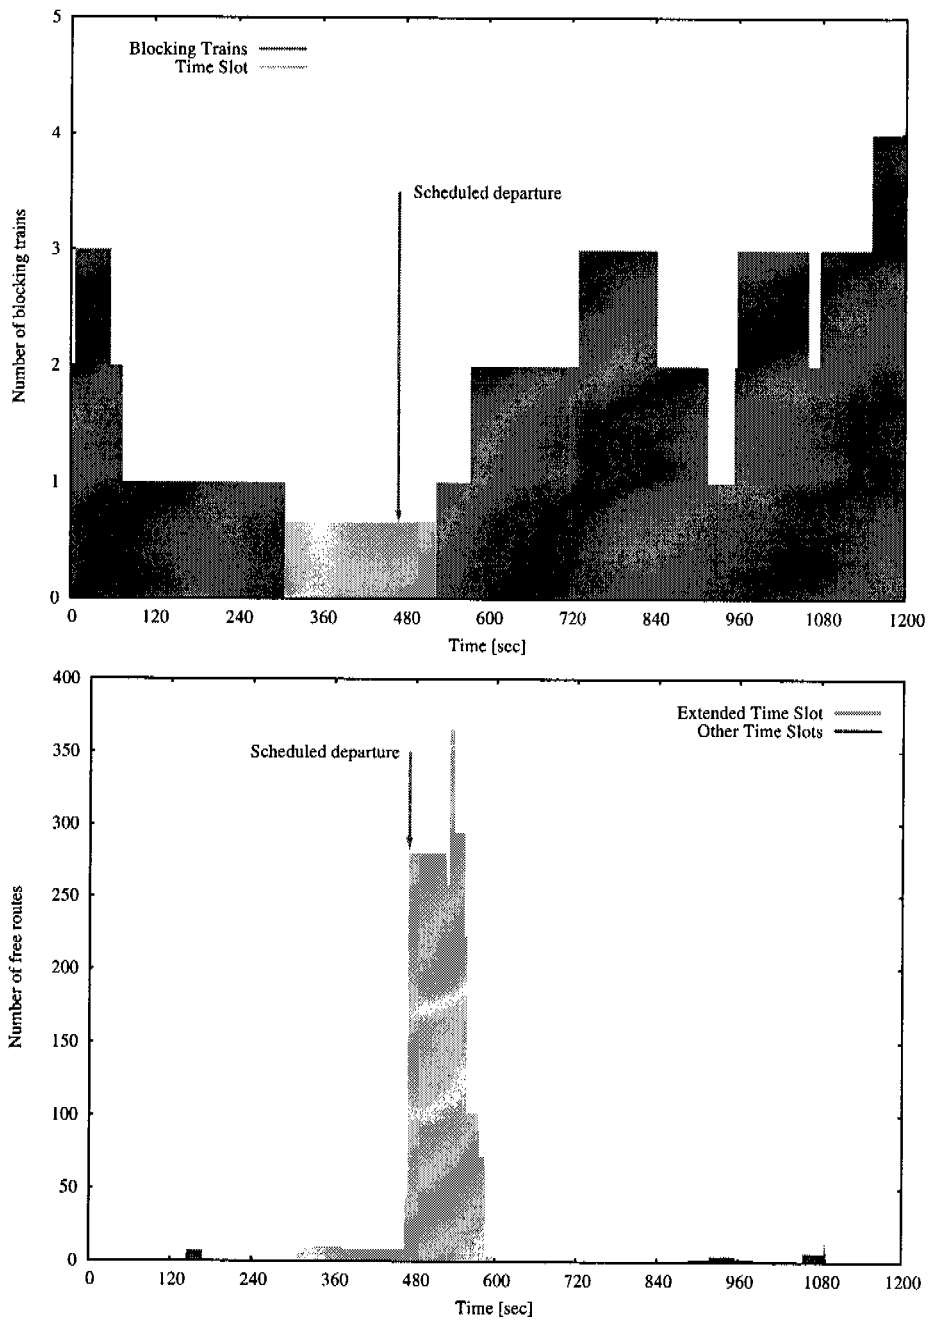 5
Blocking Trains
Time Slot
4
Scheduled departure
3
Number of blocking trains
2
1
0
0 120 240 360 480 600 720 840 960 1080 1200
Time [sec]
400
Extended Time Slot
Other Time Slots
350
Scheduled departure
300
250
Number of free routes
200
150
100
50
0
0 120 240 360 480 600 720 840 960 1080 1200
Time [sec]